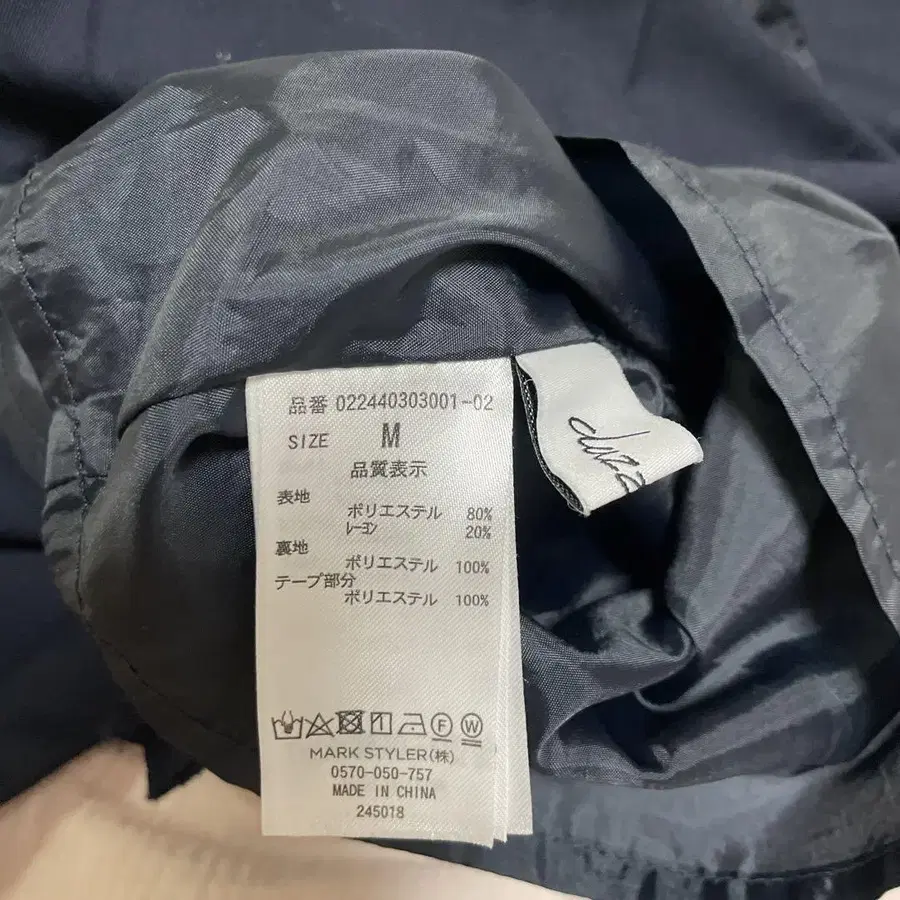 品番 022440303001-02
SIZE M
品質表示
表地
ポリエステル 80%
レーヨン 20%
裏地
ポリエステル 100%
テープ部分
ポリエステル 100%
MARK STYLER(株)
0570-050-757
MADE IN CHINA
245018